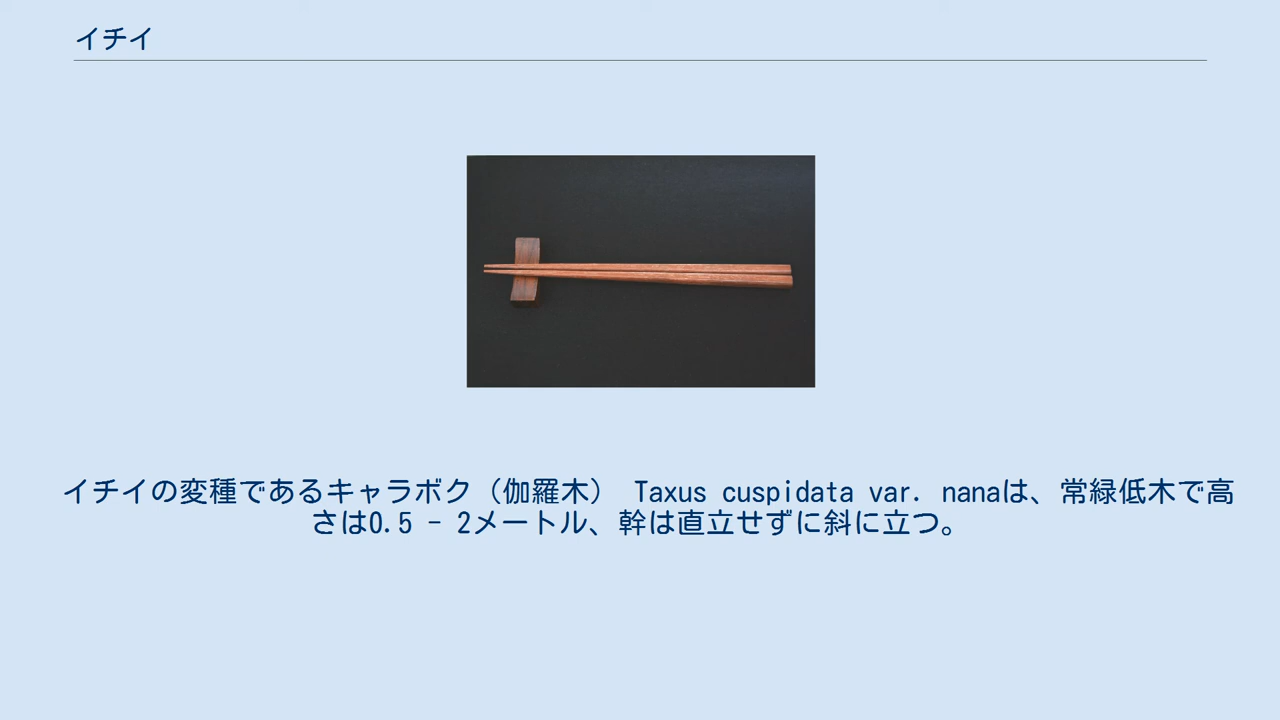 イチイ
イチイの変種であるキャラボク（伽羅木） Taxus cuspidata var. nanaは、常緑低木で高
さは0.5 - 2メートル、幹は直立せずに斜に立つ。